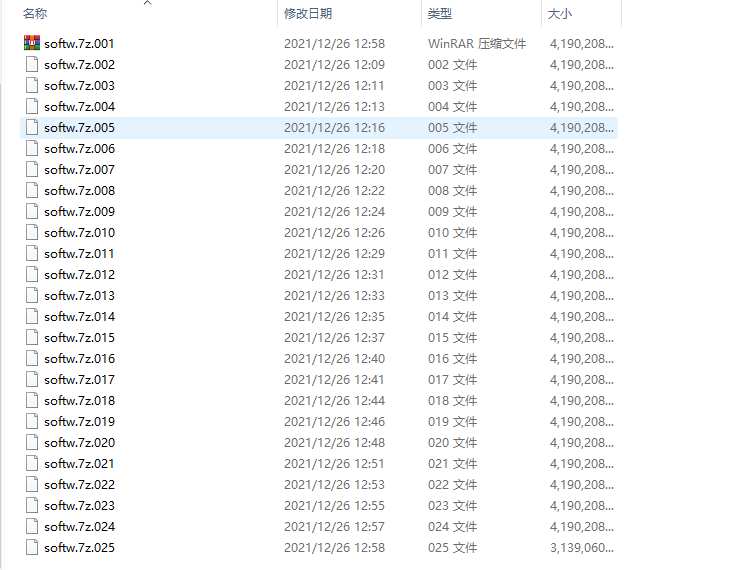 名称 修改日期 类型 大小
softw.7z.001 2021/12/26 12:58 WinRAR 压缩文件 4,190,208...
softw.7z.002 2021/12/26 12:09 002 文件 4,190,208...
softw.7z.003 2021/12/26 12:11 003 文件 4,190,208...
softw.7z.004 2021/12/26 12:13 004 文件 4,190,208...
softw.7z.005 2021/12/26 12:16 005 文件 4,190,208...
softw.7z.006 2021/12/26 12:18 006 文件 4,190,208...
softw.7z.007 2021/12/26 12:20 007 文件 4,190,208...
softw.7z.008 2021/12/26 12:22 008 文件 4,190,208...
softw.7z.009 2021/12/26 12:24 009 文件 4,190,208...
softw.7z.010 2021/12/26 12:26 010 文件 4,190,208...
softw.7z.011 2021/12/26 12:29 011 文件 4,190,208...
softw.7z.012 2021/12/26 12:31 012 文件 4,190,208...
softw.7z.013 2021/12/26 12:33 013 文件 4,190,208...
softw.7z.014 2021/12/26 12:35 014 文件 4,190,208...
softw.7z.015 2021/12/26 12:37 015 文件 4,190,208...
softw.7z.016 2021/12/26 12:40 016 文件 4,190,208...
softw.7z.017 2021/12/26 12:41 017 文件 4,190,208...
softw.7z.018 2021/12/26 12:44 018 文件 4,190,208...
softw.7z.019 2021/12/26 12:46 019 文件 4,190,208...
softw.7z.020 2021/12/26 12:48 020 文件 4,190,208...
softw.7z.021 2021/12/26 12:51 021 文件 4,190,208...
softw.7z.022 2021/12/26 12:53 022 文件 4,190,208...
softw.7z.023 2021/12/26 12:55 023 文件 4,190,208...
softw.7z.024 2021/12/26 12:57 024 文件 4,190,208...
softw.7z.025 2021/12/26 12:58 025 文件 3,139,060...